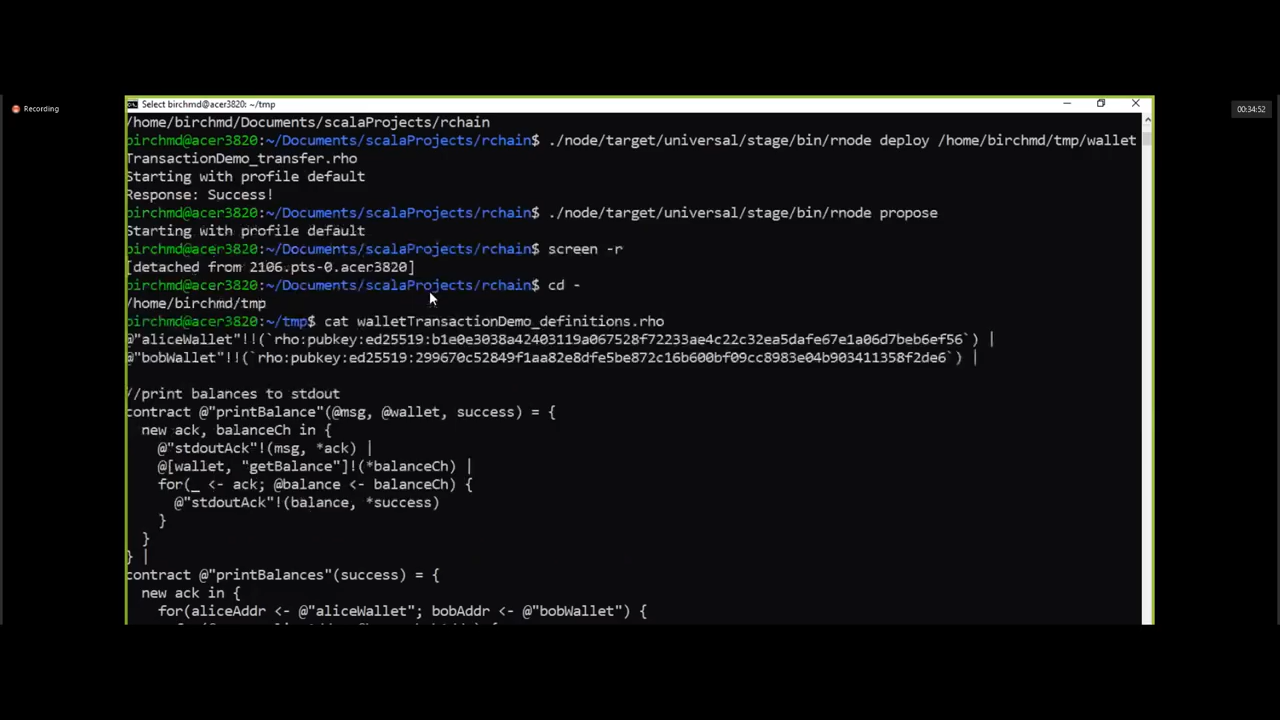 Select birchmd@acer3820: ~/tmp
Recording
00:34:52
/home/birchmd/Documents/scalaProjects/rchain
birchmd@acer3820:~/Documents/scalaProjects/rchain$ ./node/target/universal/stage/bin/rnode deploy /home/birchmd/tmp/wallet
TransactionDemo_transfer.rho
Starting with profile default
Response: Success!
birchmd@acer3820:~/Documents/scalaProjects/rchain$ ./node/target/universal/stage/bin/rnode propose
Starting with profile default
birchmd@acer3820:~/Documents/scalaProjects/rchain$ screen -r
[detached from 2106.pts-0.acer3820]
birchmd@acer3820:~/Documents/scalaProjects/rchain$ cd -
/home/birchmd/tmp
birchmd@acer3820:~/tmp$ cat walletTransactionDemo_definitions.rho
@"aliceWallet"!!(`rho:pubkey:ed25519:b1e0e3038a42403119a067528f72233ae4c22c32ea5dafe67e1a06d7beb6ef56`) |
@"bobWallet"!!(`rho:pubkey:ed25519:299670c52849f1aa82e8dfe5be872c16b600bf09cc8983e04b903411358f2de6`) |
//print balances to stdout
contract @"printBalance"(@msg, @wallet, success) = {
new ack, balanceCh in {
@"stdoutAck"!(msg, *ack) |
@[wallet, "getBalance"]!(*balanceCh) |
for(_ <- ack; @balance <- balanceCh) {
@"stdoutAck"!(balance, *success)
}
}
} |
contract @"printBalances"(success) = {
new ack in {
for(aliceAddr <- @"aliceWallet"; bobAddr <- @"bobWallet") {